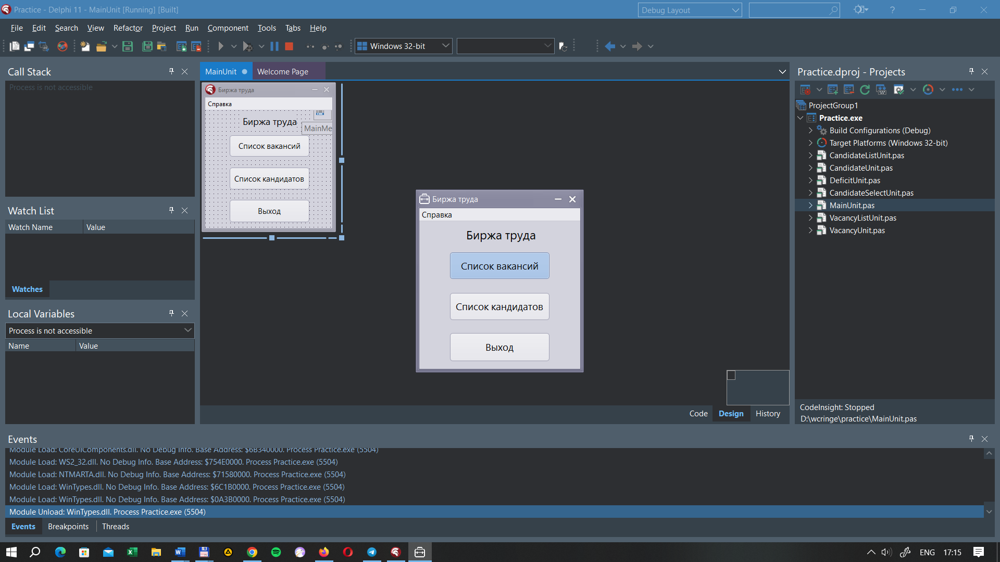 Practice - Delphi 11 - MainUnit [Running] [Built]
Debug Layout
File Edit Search View Refactor Project Run Component Tools Tabs Help
Windows 32-bit
Call Stack
Process is not accessible
Watch List
Watch Name Value
Watches
Local Variables
Process is not accessible
Name Value
MainUnit Welcome Page
Биржа труда
Справка
Биржа труда
MainMe
Список вакансий
Список кандидатов
Выход
Биржа труда
Справка
Биржа труда
Список вакансий
Список кандидатов
Выход
Code Design History
Practice.dproj - Projects
ProjectGroup1
Practice.exe
Build Configurations (Debug)
Target Platforms (Windows 32-bit)
CandidateListUnit.pas
CandidateUnit.pas
DeficitUnit.pas
CandidateSelectUnit.pas
MainUnit.pas
VacancyListUnit.pas
VacancyUnit.pas
CodeInsight: Stopped
D:\wcringe\practice\MainUnit.pas
Events
Module Load: CoreUIComponents.dll. No Debug Info. Base Address: $6B340000. Process Practice.exe (5504)
Module Load: WS2_32.dll. No Debug Info. Base Address: $754E0000. Process Practice.exe (5504)
Module Load: NTMARTA.dll. No Debug Info. Base Address: $71580000. Process Practice.exe (5504)
Module Load: WinTypes.dll. No Debug Info. Base Address: $6C1B0000. Process Practice.exe (5504)
Module Load: WinTypes.dll. No Debug Info. Base Address: $0A3B0000. Process Practice.exe (5504)
Module Unload: WinTypes.dll. Process Practice.exe (5504)
Events Breakpoints Threads
ENG 17:15